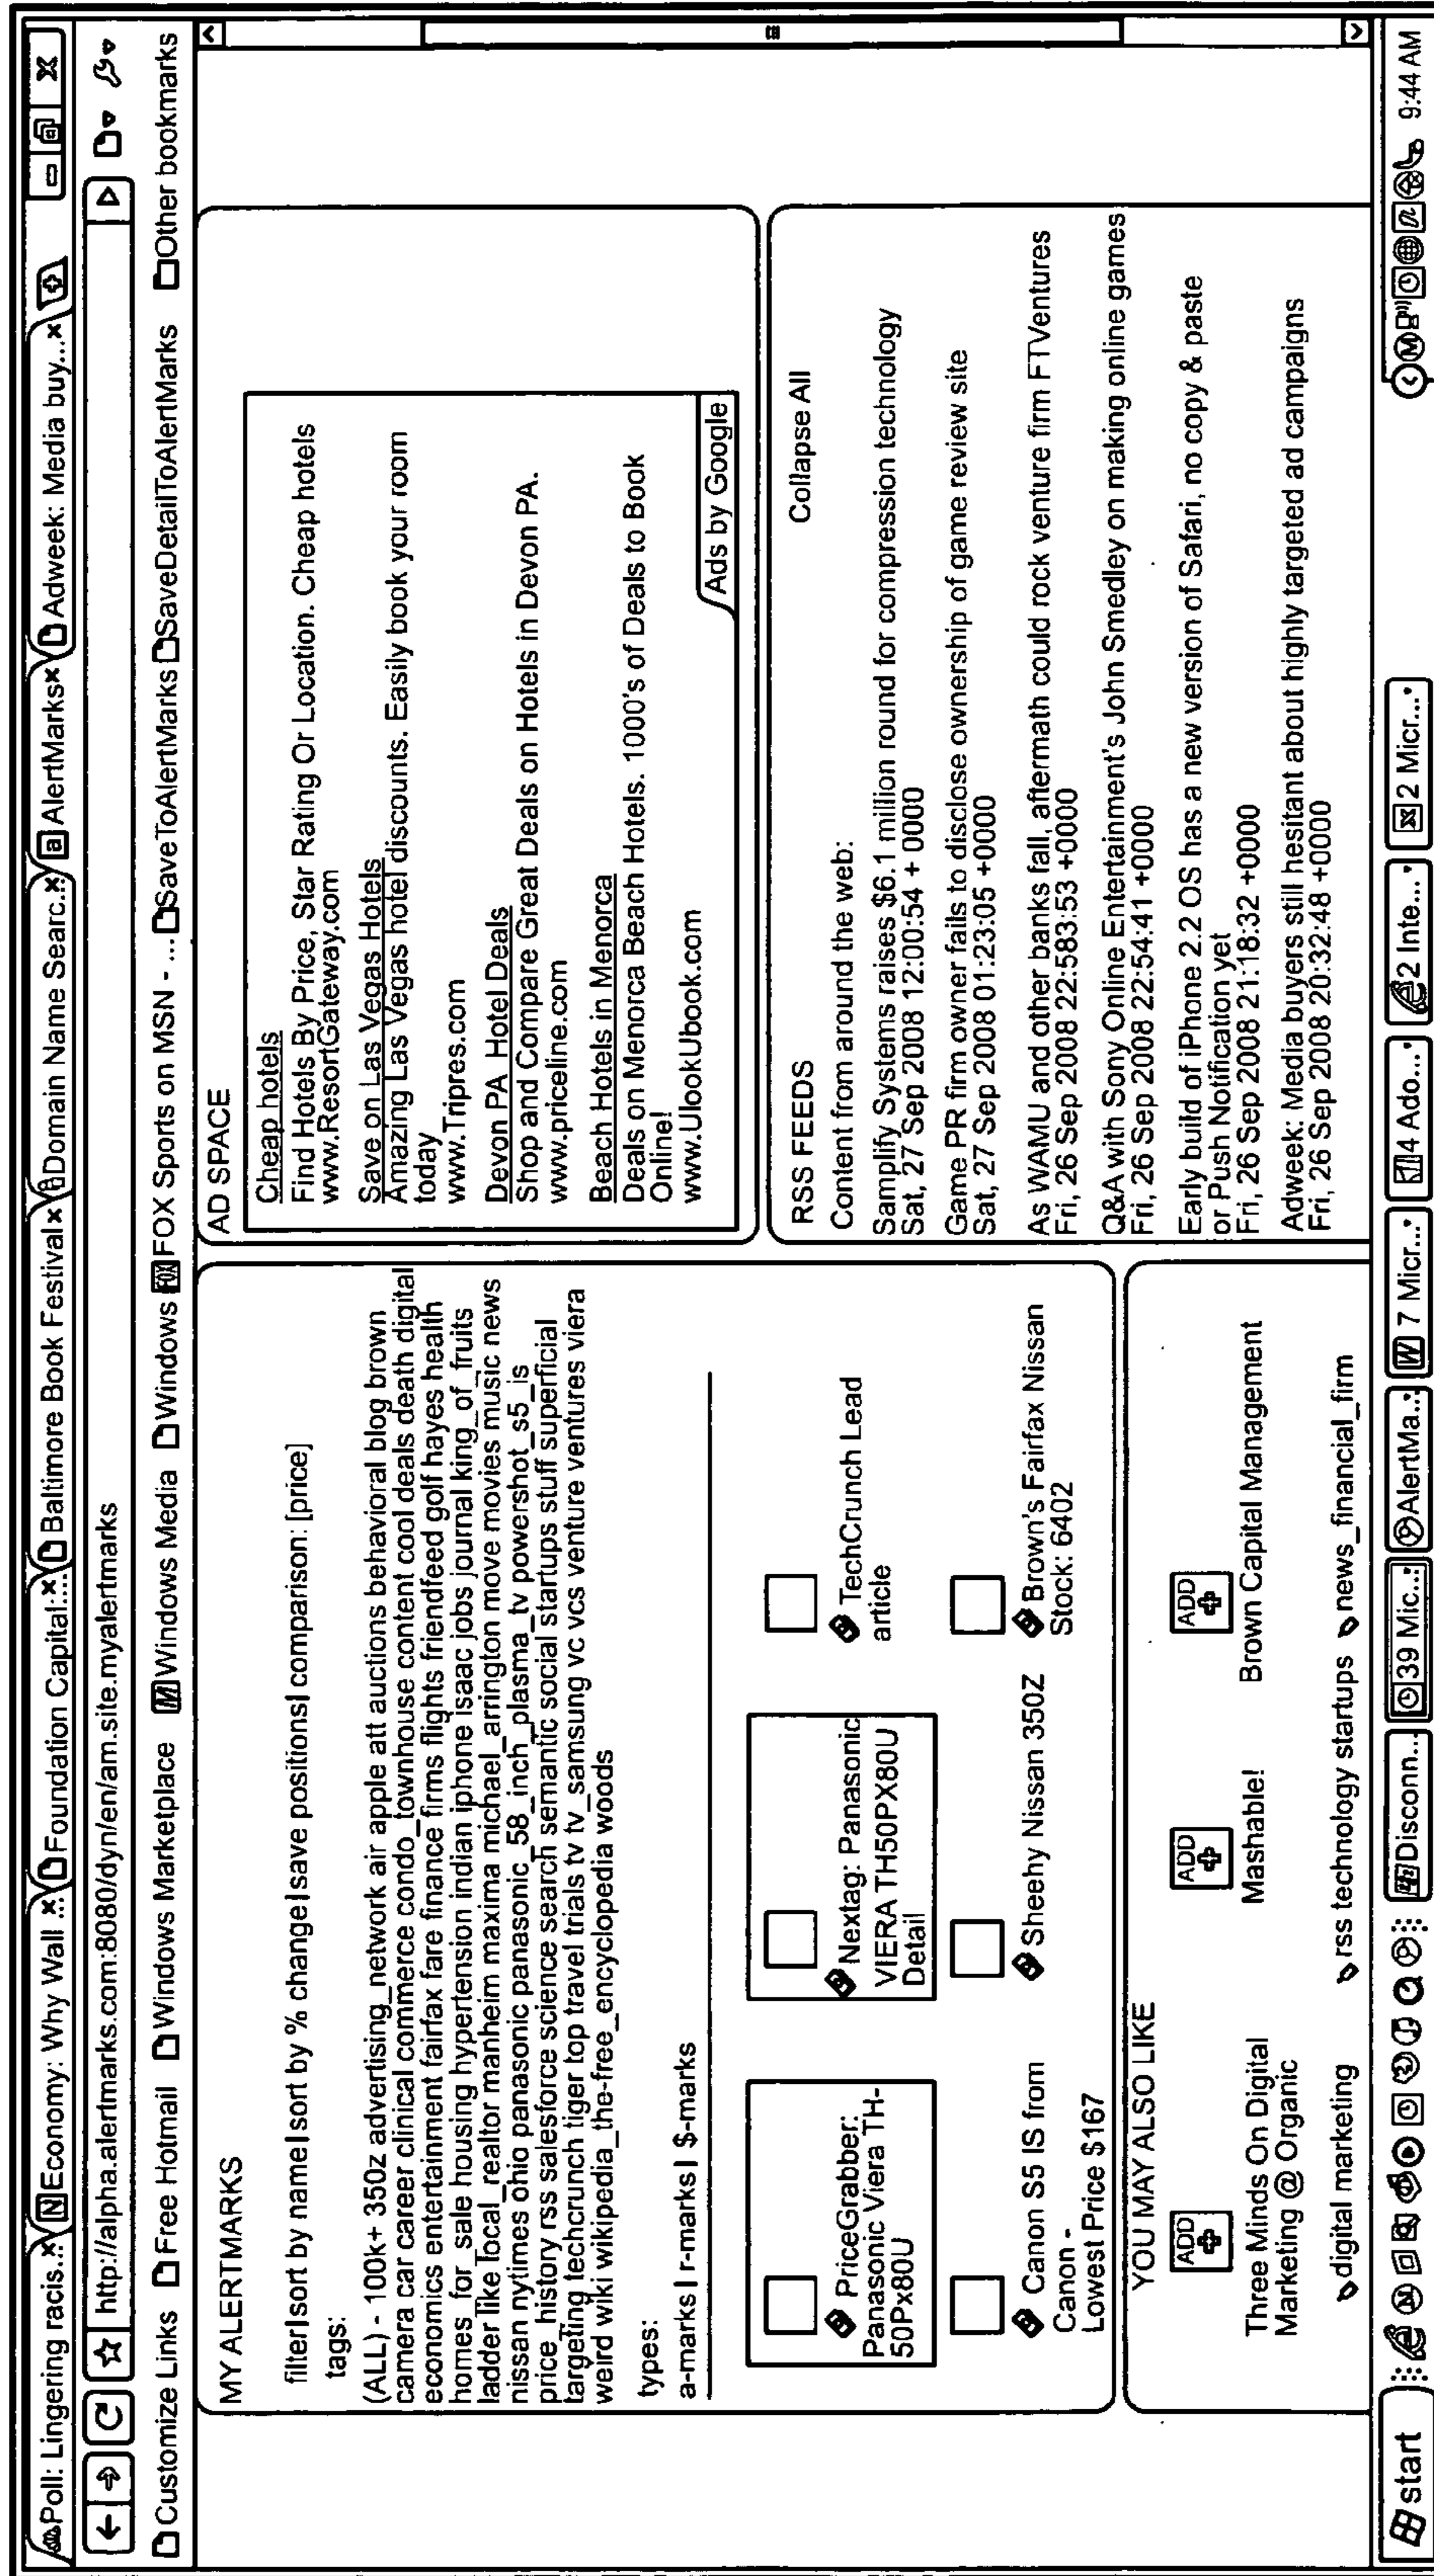 Poll: Lingering racis.:
Economy: Why Wall .:
Foundation Capital:..
Baltimore Book Festival
Domain Name Searc.:
AlertMarks
Adweek: Media buy...
http://alpha.alertmarks.com:8080/dyn/en/am.site.myalertmarks
Customize Links
Free Hotmail
Windows Marketplace
Windows Media
Windows
FOX
FOX Sports on MSN - ...
SaveToAlertMarks
SaveDetailToAlertMarks
Other bookmarks
MY ALERTMARKS
filter|sort by name|sort by % change|save positions| comparison: [price]
tags:
(ALL) - 100k+ 350z advertising_network air apple att auctions behavioral blog brown
camera car career clinical commerce condo_townhouse content cool deals death digital
economics entertainment fairfax fare finance firms flights friendfeed golf hayes health
homes_for_sale housing hypertension indian iphone isaac jobs journal king_of_fruits
ladder like local_realtor manheim maxima michael_arrington move movies music news
nissan nytimes ohio panasonic panasonic_58_inch_plasma_tv powershot_s5_is
price_history rss salesforce science search semantic social startups stuff superficial
targeting techcrunch tiger top travel trials tv tv_samsung vc vcs venture ventures viera
weird wiki wikipedia_the-free_encyclopedia woods
types:
a-marks | r-marks| $-marks
PriceGrabber:
Panasonic Viera TH-
50Px80U
Nextag: Panasonic
VIERA TH50PX80U
Detail
TechCrunch Lead
article
Canon S5 IS from
Canon -
Lowest Price $167
Sheehy Nissan 350Z
Brown's Fairfax Nissan
Stock: 6402
YOU MAY ALSO LIKE
ADD
Three Minds On Digital
Marketing @ Organic
digital marketing
ADD
Mashable!
rss technology startups
ADD
Brown Capital Management
news_financial_firm
AD SPACE
Cheap hotels
Find Hotels By Price, Star Rating Or Location. Cheap hotels
www.ResortGateway.com
Save on Las Vegas Hotels
Amazing Las Vegas hotel discounts. Easily book your room
today
www.Tripres.com
Devon PA Hotel Deals
Shop and Compare Great Deals on Hotels in Devon PA.
www.priceline.com
Beach Hotels in Menorca
Deals on Menorca Beach Hotels. 1000's of Deals to Book
Online!
www.UlookUbook.com
Ads by Google
RSS FEEDS
Collapse All
Content from around the web:
Samplify Systems raises $6.1 million round for compression technology
Sat, 27 Sep 2008 12:00:54 + 0000
Game PR firm owner fails to disclose ownership of game review site
Sat, 27 Sep 2008 01:23:05 +0000
As WAMU and other banks fall, aftermath could rock venture firm FTVentures
Fri, 26 Sep 2008 22:583:53 +0000
Q&A with Sony Online Entertainment's John Smedley on making online games
Fri, 26 Sep 2008 22:54:41 +0000
Early build of iPhone 2.2 OS has a new version of Safari, no copy & paste
or Push Notification yet
Fri, 26 Sep 2008 21:18:32 +0000
Adweek: Media buyers still hesitant about highly targeted ad campaigns
Fri, 26 Sep 2008 20:32:48 +0000
start
Disconn...
39 Mic..:
AlertMa..:
7 Micr...
4 Ado...
2 Inte...
2 Micr...
9:44 AM